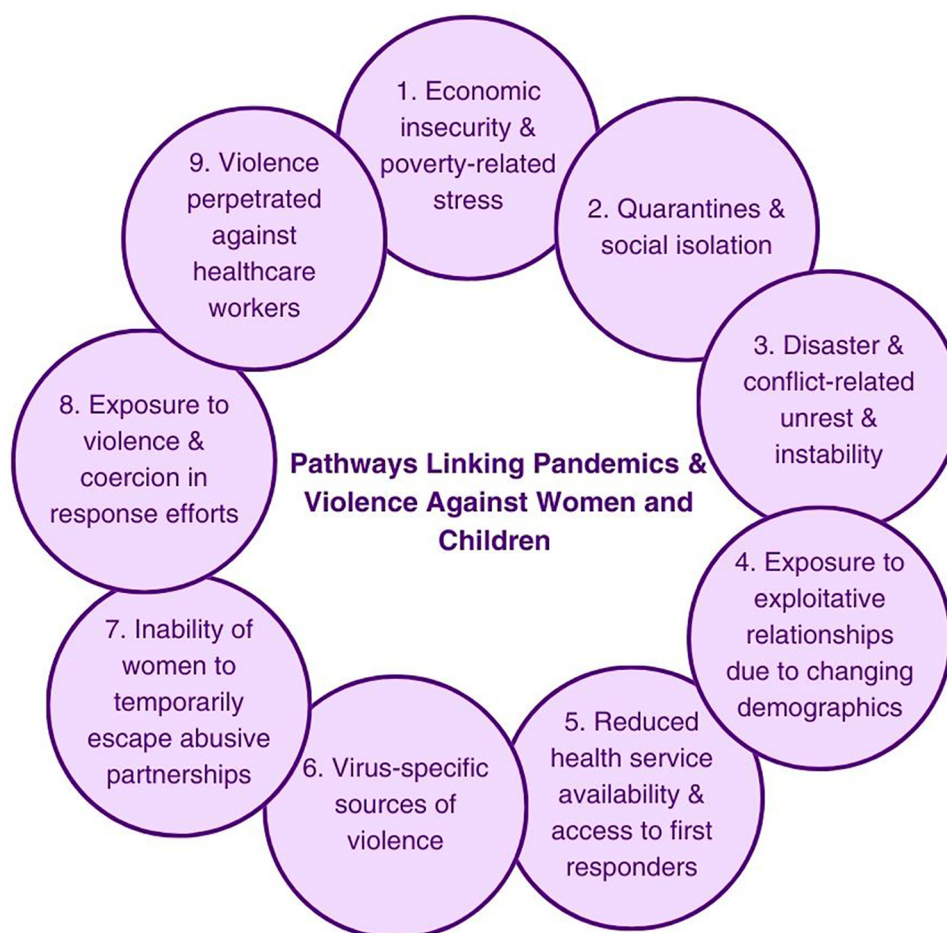 1. Economic
insecurity &
poverty-related
stress
2. Quarantines &
social isolation
3. Disaster &
conflict-related
unrest &
instability
4. Exposure to
exploitative
relationships
due to changing
demographics
5. Reduced
health service
availability &
access to first
responders
6. Virus-specific
sources of
violence
7. Inability of
women to
temporarily
escape abusive
partnerships
8. Exposure to
violence &
coercion in
response efforts
9. Violence
perpetrated
against
healthcare
workers
Pathways Linking Pandemics &
Violence Against Women and
Children